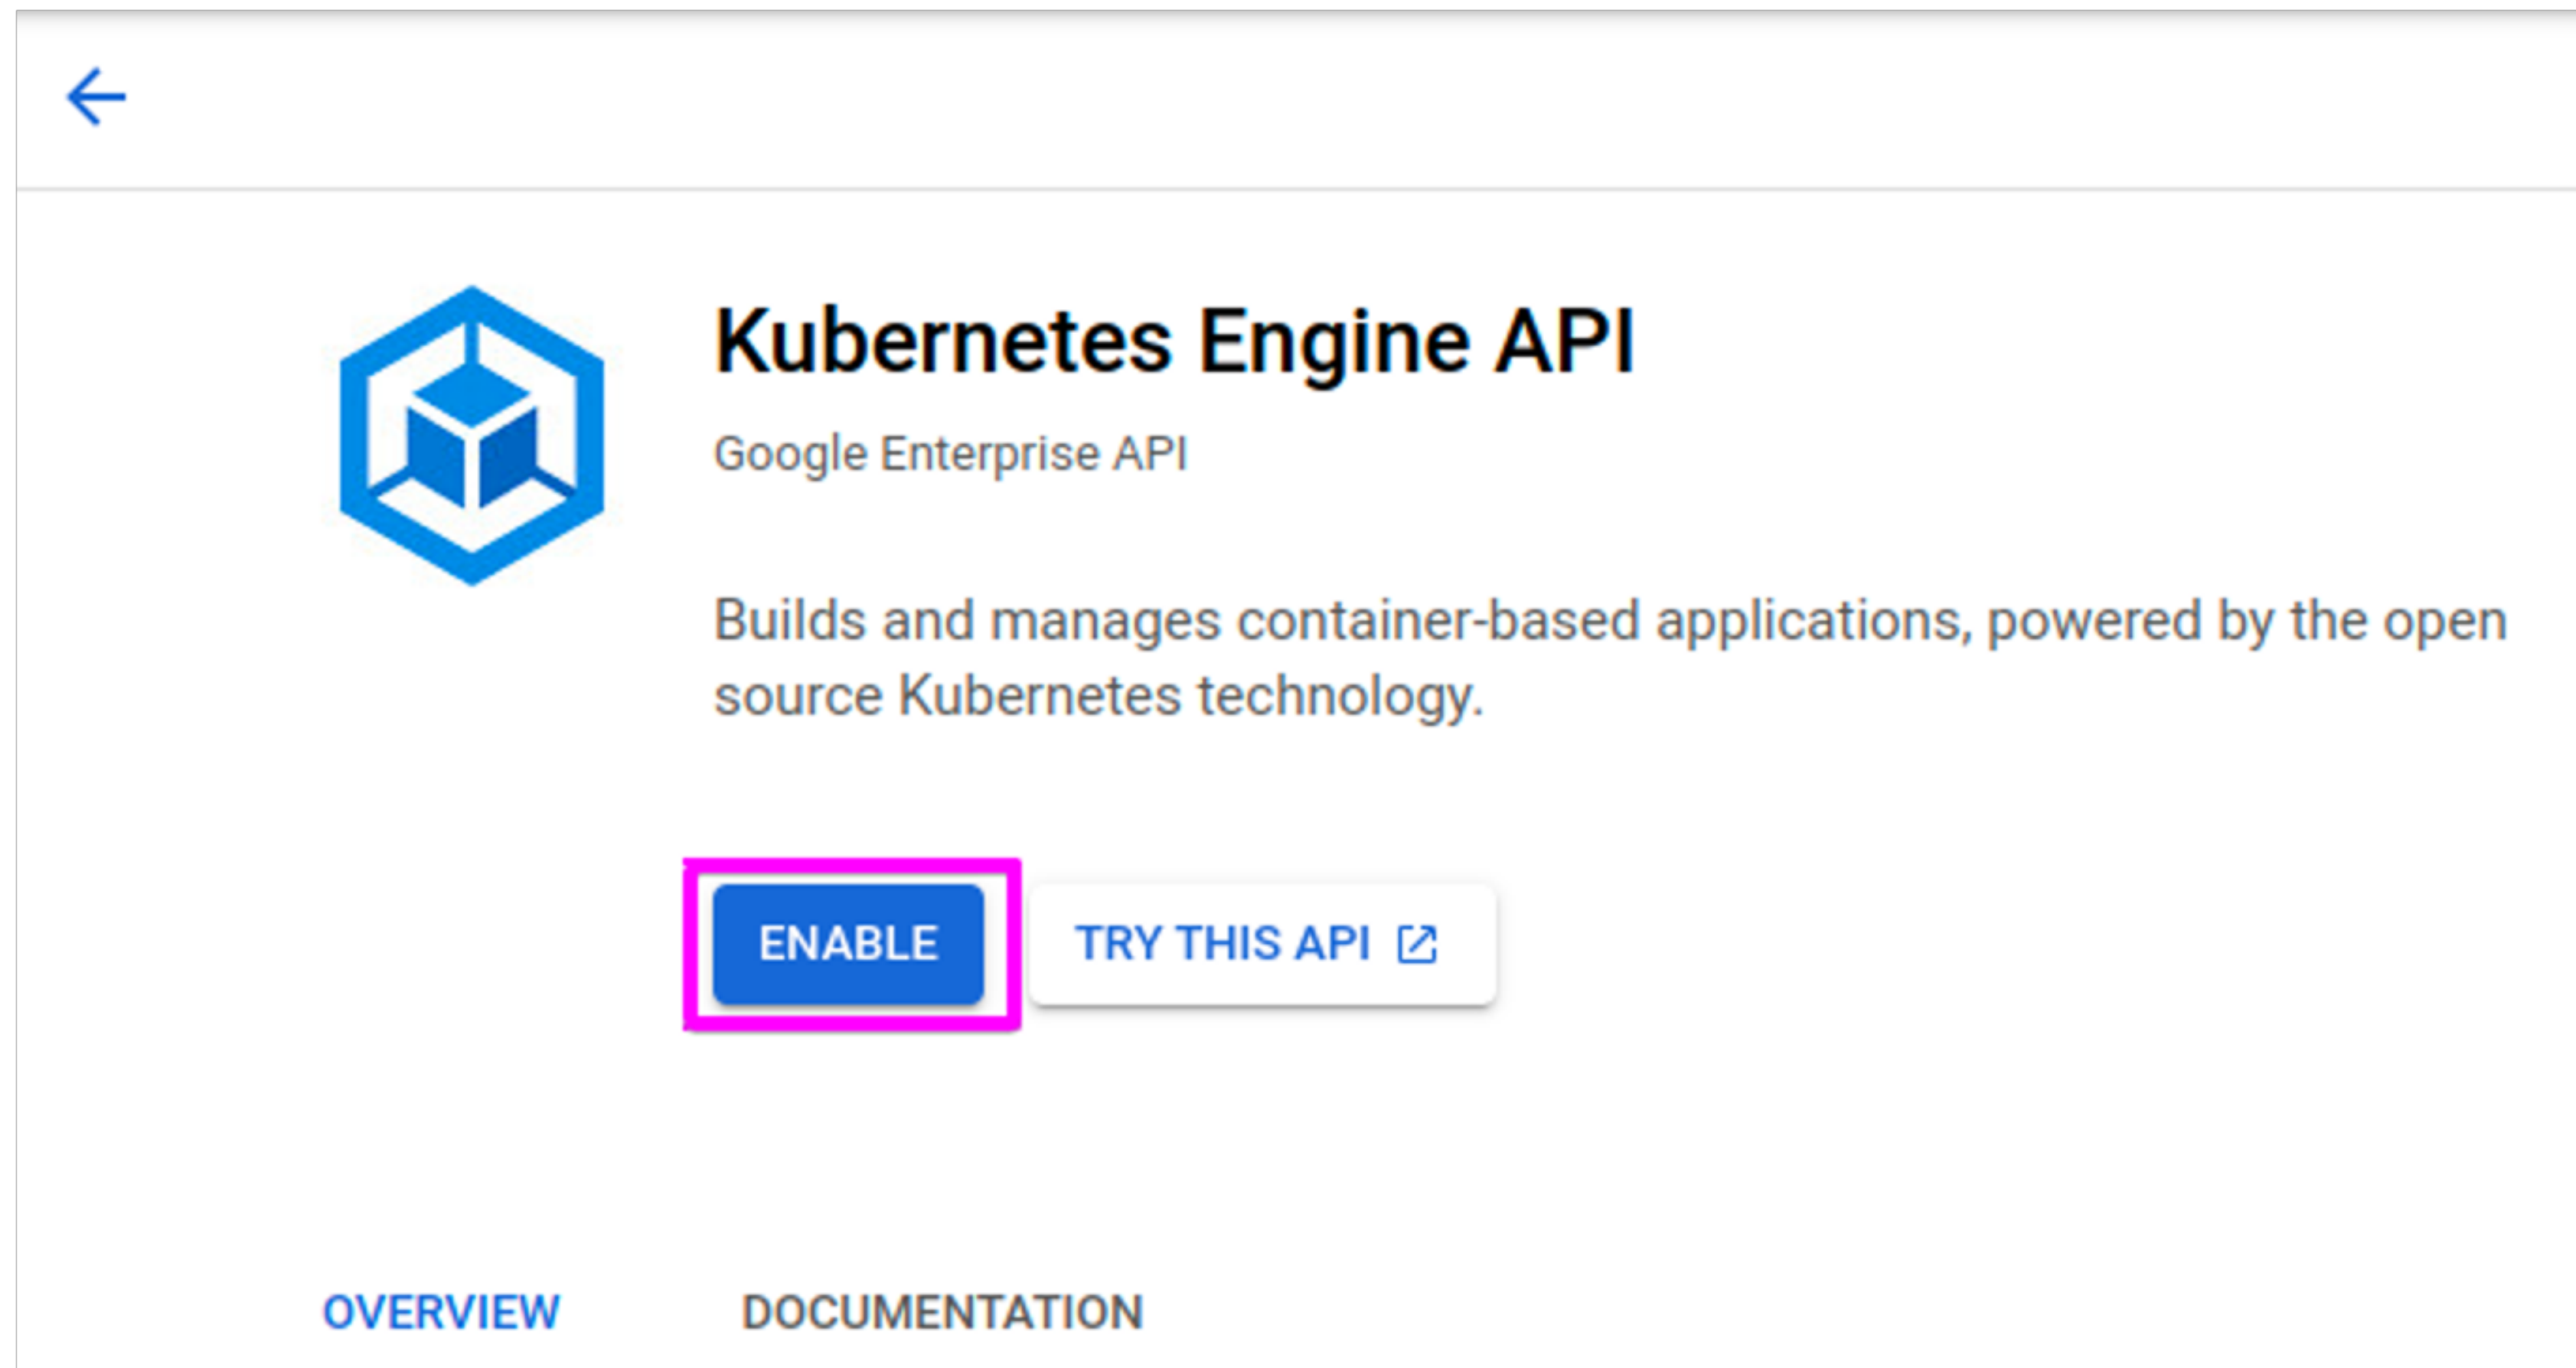 Kubernetes Engine API
Google Enterprise API
Builds and manages container-based applications, powered by the open
source Kubernetes technology.
ENABLE
TRY THIS API
OVERVIEW
DOCUMENTATION